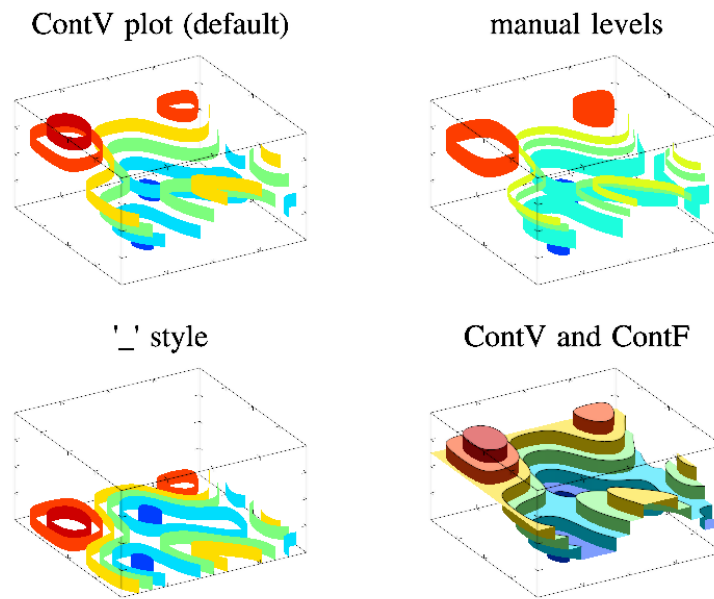 ContV plot (default)
manual levels
'_' style
ContV and ContF